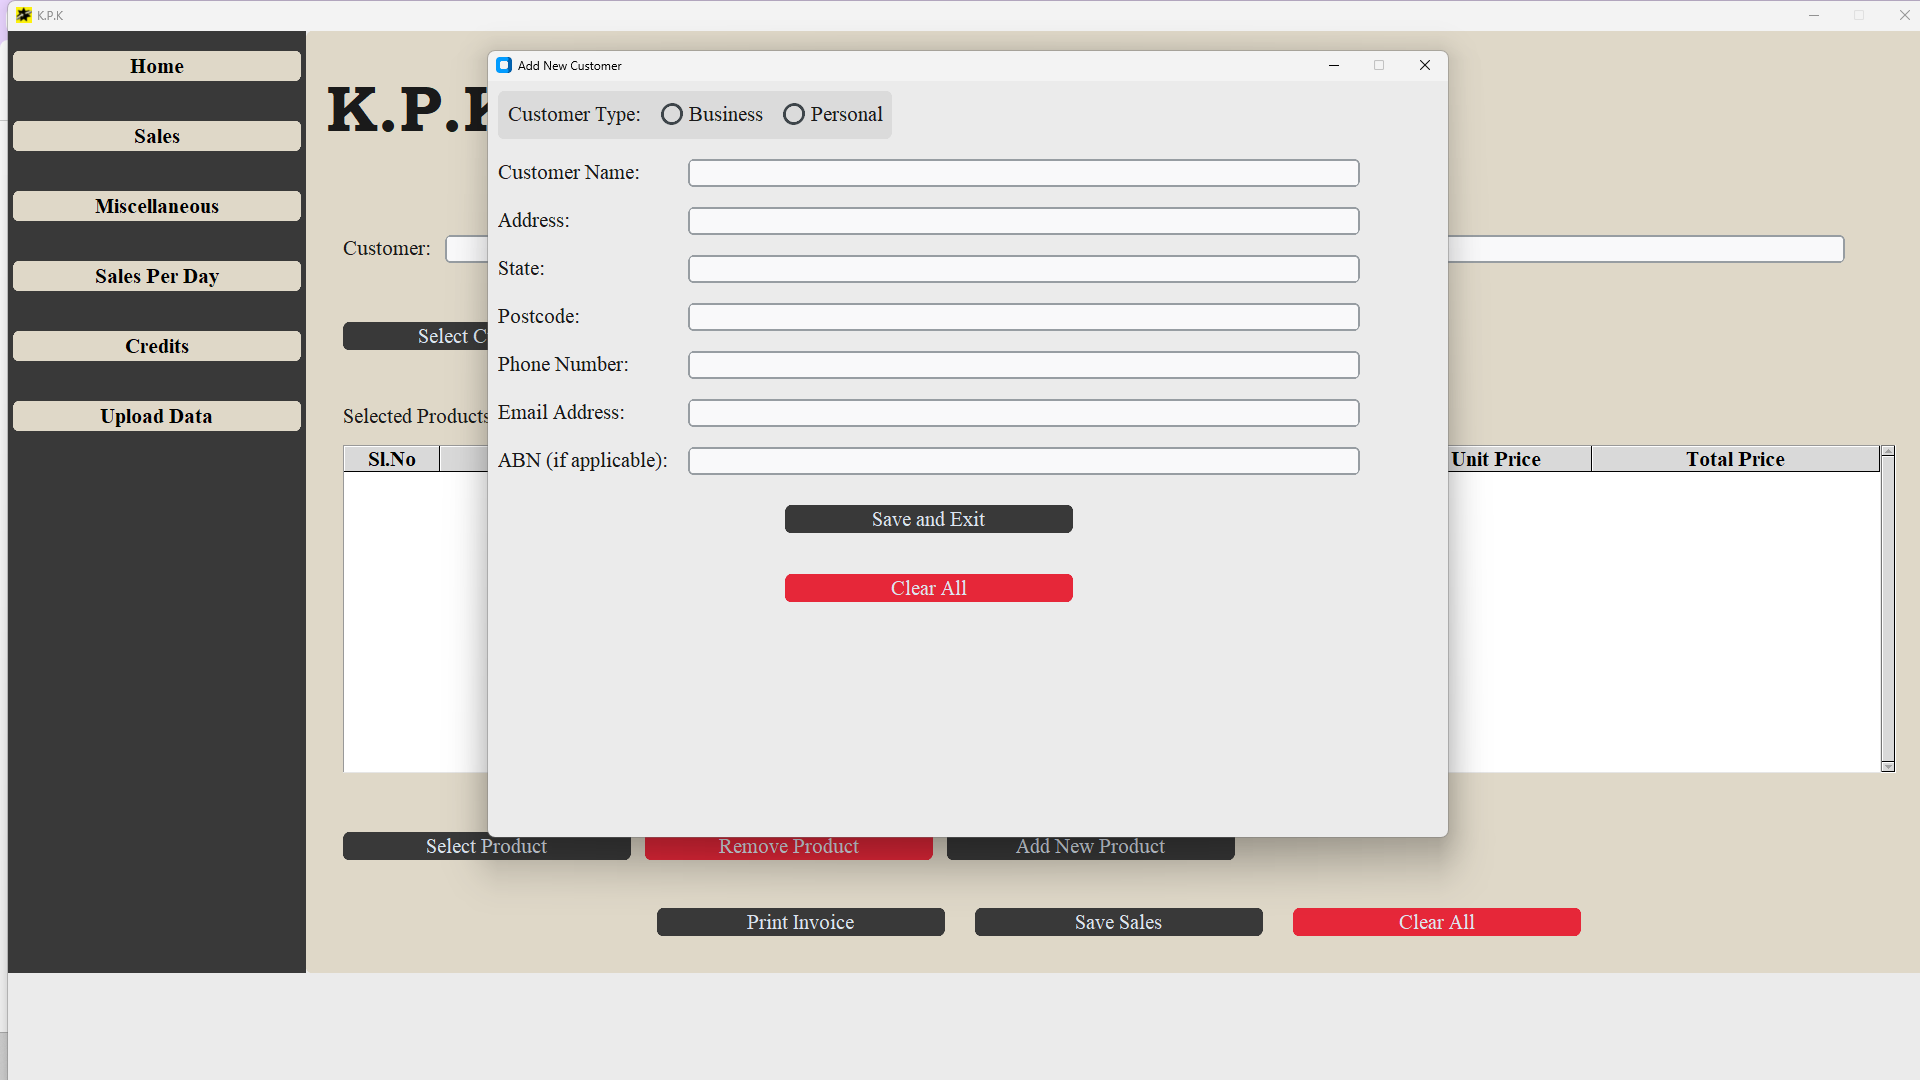 K.P.K
Home
Sales
Miscellaneous
Sales Per Day
Credits
Upload Data
K.P.K
Customer:
Select C
Selected Products
Sl.No
Unit Price
Total Price
Select Product
Remove Product
Add New Product
Print Invoice
Save Sales
Clear All
Add New Customer
Customer Type: Business Personal
Customer Name:
Address:
State:
Postcode:
Phone Number:
Email Address:
ABN (if applicable):
Save and Exit
Clear All